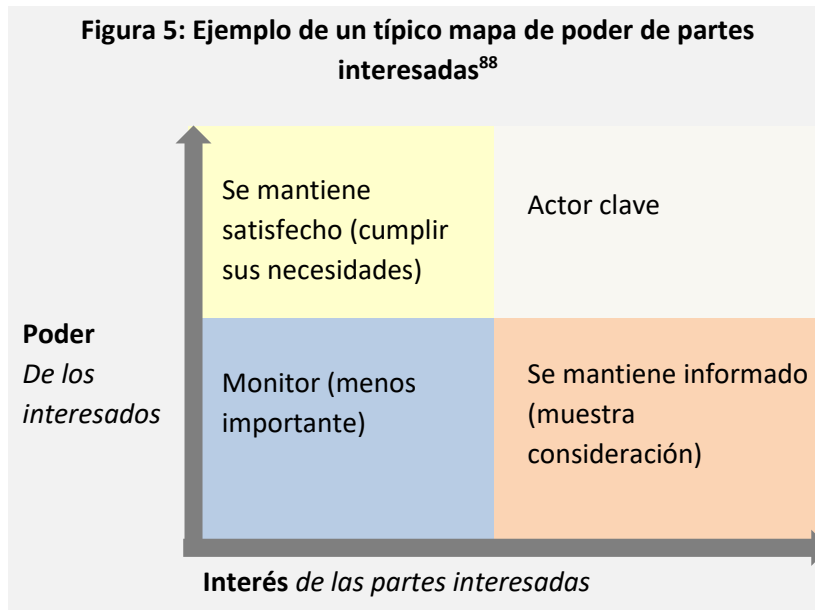 Figura 5: Ejemplo de un típico mapa de poder de partes
interesadas88
Se mantiene
satisfecho (cumplir
sus necesidades)
Actor clave
Poder
De los
interesados
Monitor (menos
importante)
Se mantiene informado
(muestra
consideración)
Interés de las partes interesadas